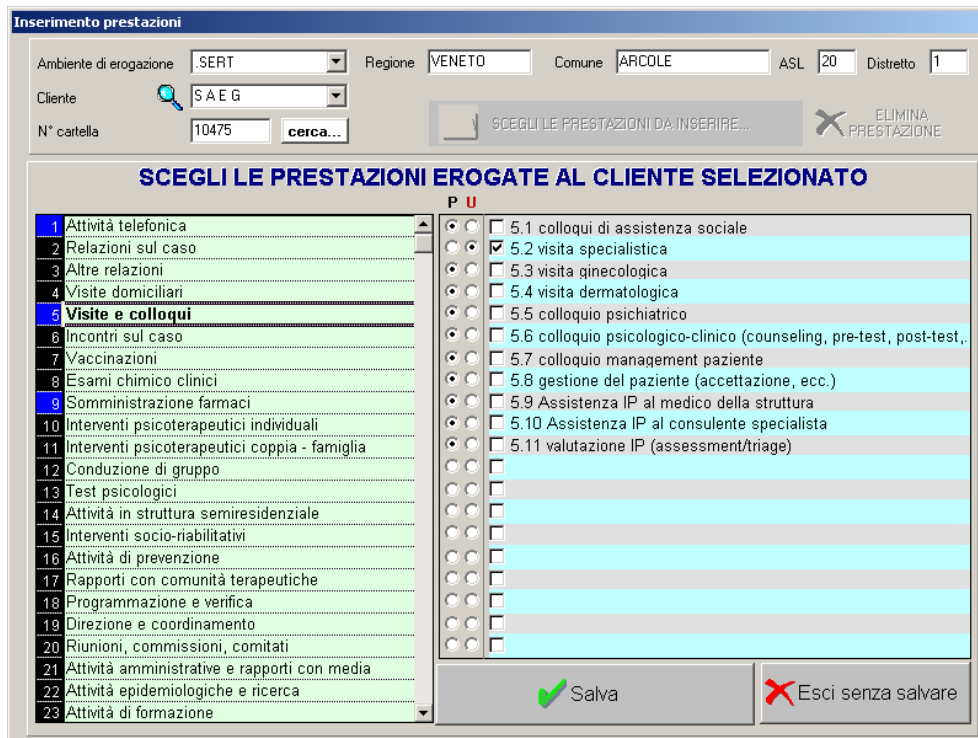 Inserimento prestazioni
Ambiente di erogazione .SERT Regione VENETO Comune ARCOLE ASL 20 Distretto 1
Cliente S A E G
N° cartella 10475 cerca... SCEGLI LE PRESTAZIONI DA INSERIRE... ELIMINA PRESTAZIONE
SCEGLI LE PRESTAZIONI EROGATE AL CLIENTE SELEZIONATO
P U
1 Attività telefonica
2 Relazioni sul caso
3 Altre relazioni
4 Visite domiciliari
5 Visite e colloqui
6 Incontri sul caso
7 Vaccinazioni
8 Esami chimico clinici
9 Somministrazione farmaci
10 Interventi psicoterapeutici individuali
11 Interventi psicoterapeutici coppia - famiglia
12 Conduzione di gruppo
13 Test psicologici
14 Attività in struttura semiresidenziale
15 Interventi socio-riabilitativi
16 Attività di prevenzione
17 Rapporti con comunità terapeutiche
18 Programmazione e verifica
19 Direzione e coordinamento
20 Riunioni, commissioni, comitati
21 Attività amministrative e rapporti con media
22 Attività epidemiologiche e ricerca
23 Attività di formazione
5.1 colloqui di assistenza sociale
5.2 visita specialistica
5.3 visita ginecologica
5.4 visita dermatologica
5.5 colloquio psichiatrico
5.6 colloquio psicologico-clinico (counseling, pre-test, post-test,.
5.7 colloquio management paziente
5.8 gestione del paziente (accettazione, ecc.)
5.9 Assistenza IP al medico della struttura
5.10 Assistenza IP al consulente specialista
5.11 valutazione IP (assessment/triage)
Salva
Esci senza salvare